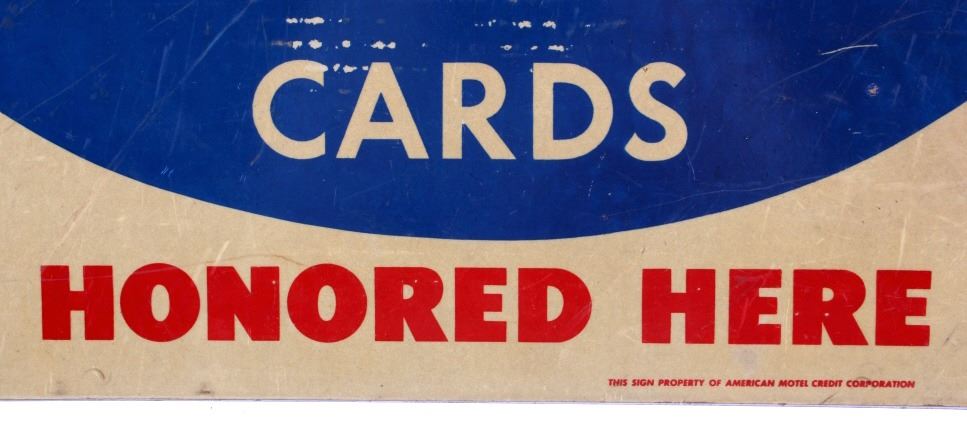 CARDS
HONORED HERE
THIS SIGN PROPERTY OF AMERICAN MOTEL CREDIT CORPORATION